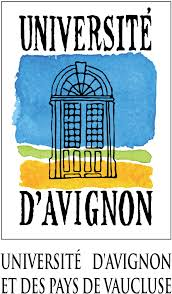 UNIVERSITÉ
D'AVIGNON
UNIVERSITÉ D'AVIGNON
ET DES PAYS DE VAUCLUSE